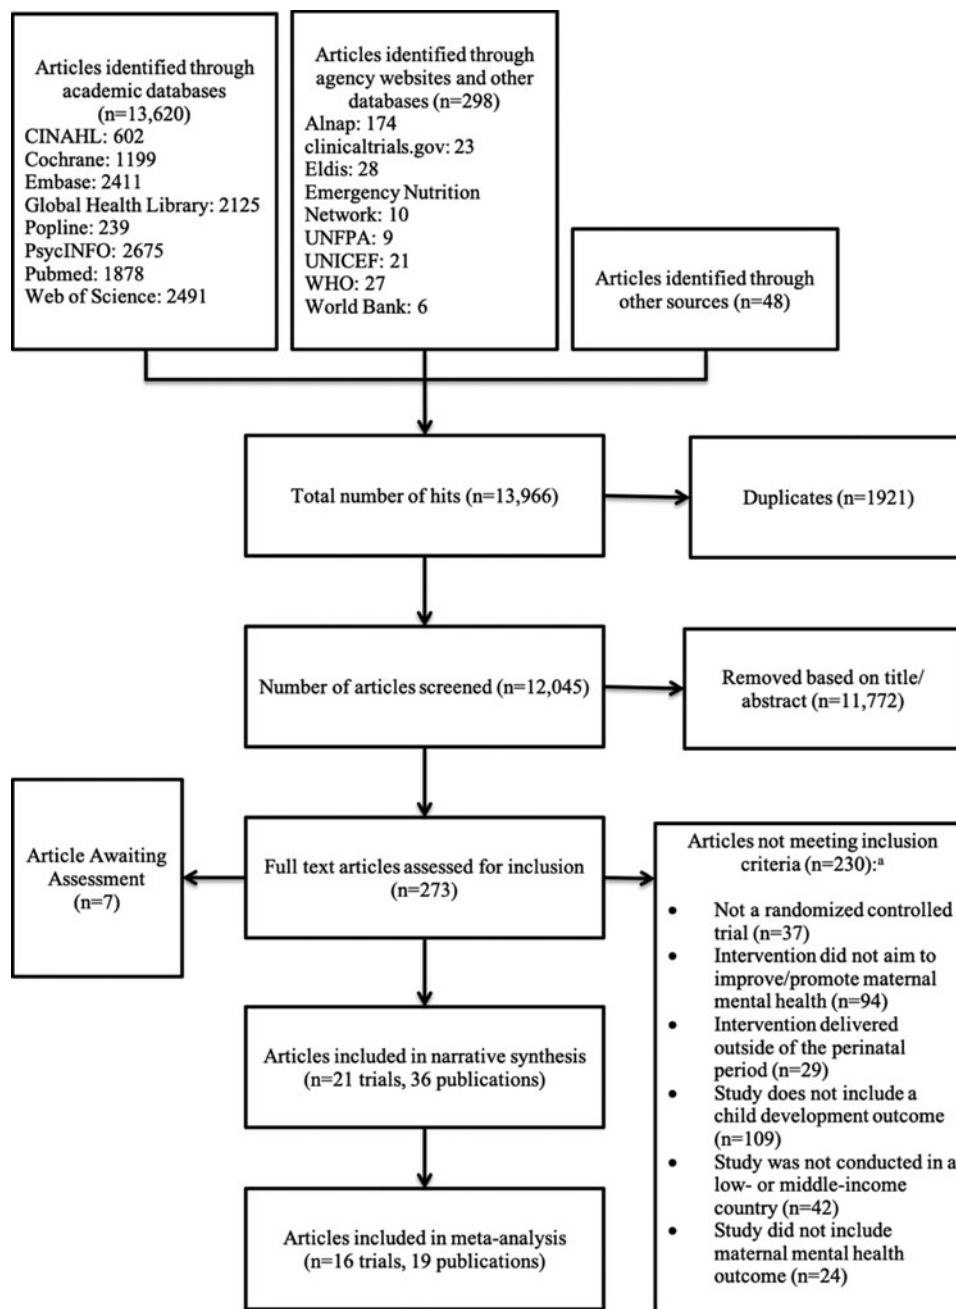 Articles identified through
academic databases
(n=13,620)
CINAHL: 602
Cochrane: 1199
Embase: 2411
Global Health Library: 2125
Popline: 239
PsycINFO: 2675
Pubmed: 1878
Web of Science: 2491
Articles identified through
agency websites and other
databases (n=298)
Alnap: 174
clinicaltrials.gov: 23
Eldis: 28
Emergency Nutrition
Network: 10
UNFPA: 9
UNICEF: 21
WHO: 27
World Bank: 6
Articles identified through
other sources (n=48)
Total number of hits (n=13,966)
Duplicates (n=1921)
Number of articles screened (n=12,045)
Removed based on title/
abstract (n=11,772)
Article Awaiting
Assessment
(n=7)
Full text articles assessed for inclusion
(n=273)
Articles not meeting inclusion
criteria (n=230):ᵃ
• Not a randomized controlled
trial (n=37)
• Intervention did not aim to
improve/promote maternal
mental health (n=94)
• Intervention delivered
outside of the perinatal
period (n=29)
• Study does not include a
child development outcome
(n=109)
• Study was not conducted in a
low- or middle-income
country (n=42)
• Study did not include
maternal mental health
outcome (n=24)
Articles included in narrative synthesis
(n=21 trials, 36 publications)
Articles included in meta-analysis
(n=16 trials, 19 publications)